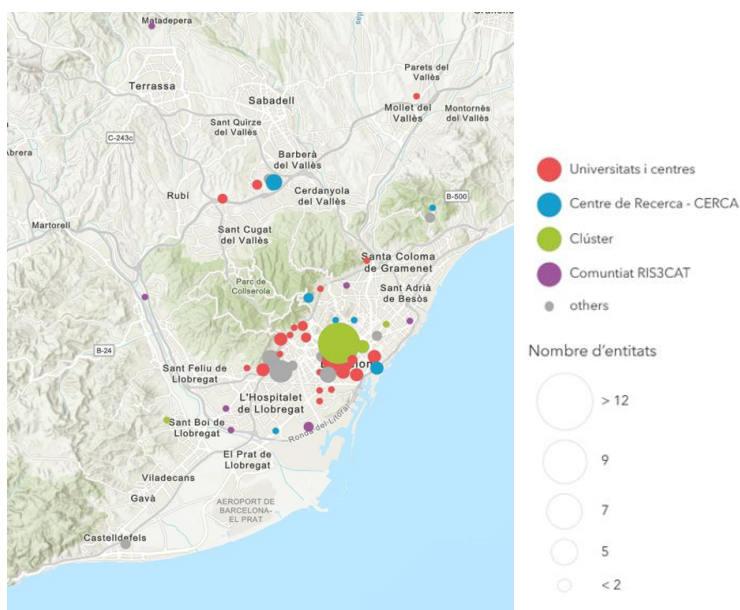 Matadepera
Terrassa
Sabadell
Parets del
Vallès
Mollet del
Vallès
Montornès
del Vallès
Sant Quirze
del Vallès
C-243c
Abrera
Barberà
del Vallès
Rubí
Cerdanyola
del Vallès
B-500
Martorell
Sant Cugat
del Vallès
Santa Coloma
de Gramenet
Parc de
Collserola
Sant Adrià
de Besòs
B-24
Sant Feliu de
Llobregat
L'Hospitalet
de Llobregat
Sant Boi de
Llobregat
Ronda del Litoral
El Prat de
Llobregat
Viladecans
Gavà
AEROPORT DE
BARCELONA-
EL PRAT
Castelldefels
Universitats i centres
Centre de Recerca - CERCA
Clúster
Comuntiat RIS3CAT
others
Nombre d'entitats
> 12
9
7
5
< 2